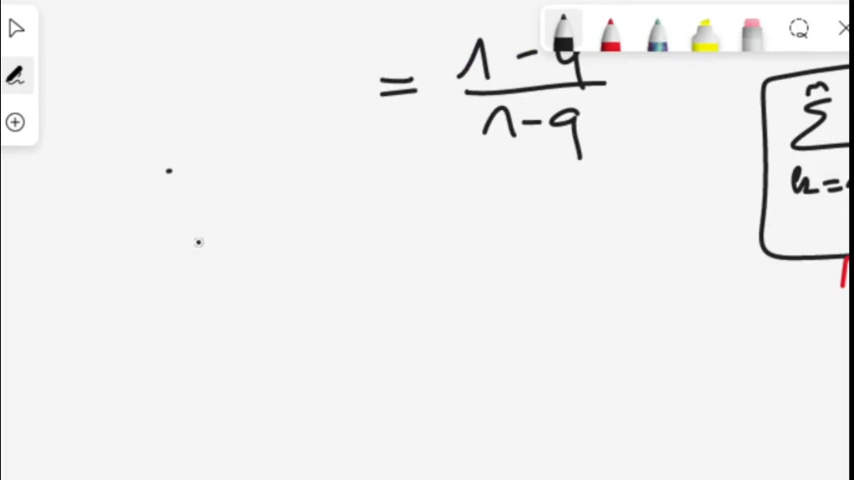 = 1 - q
1 - q
n
Σ
k =